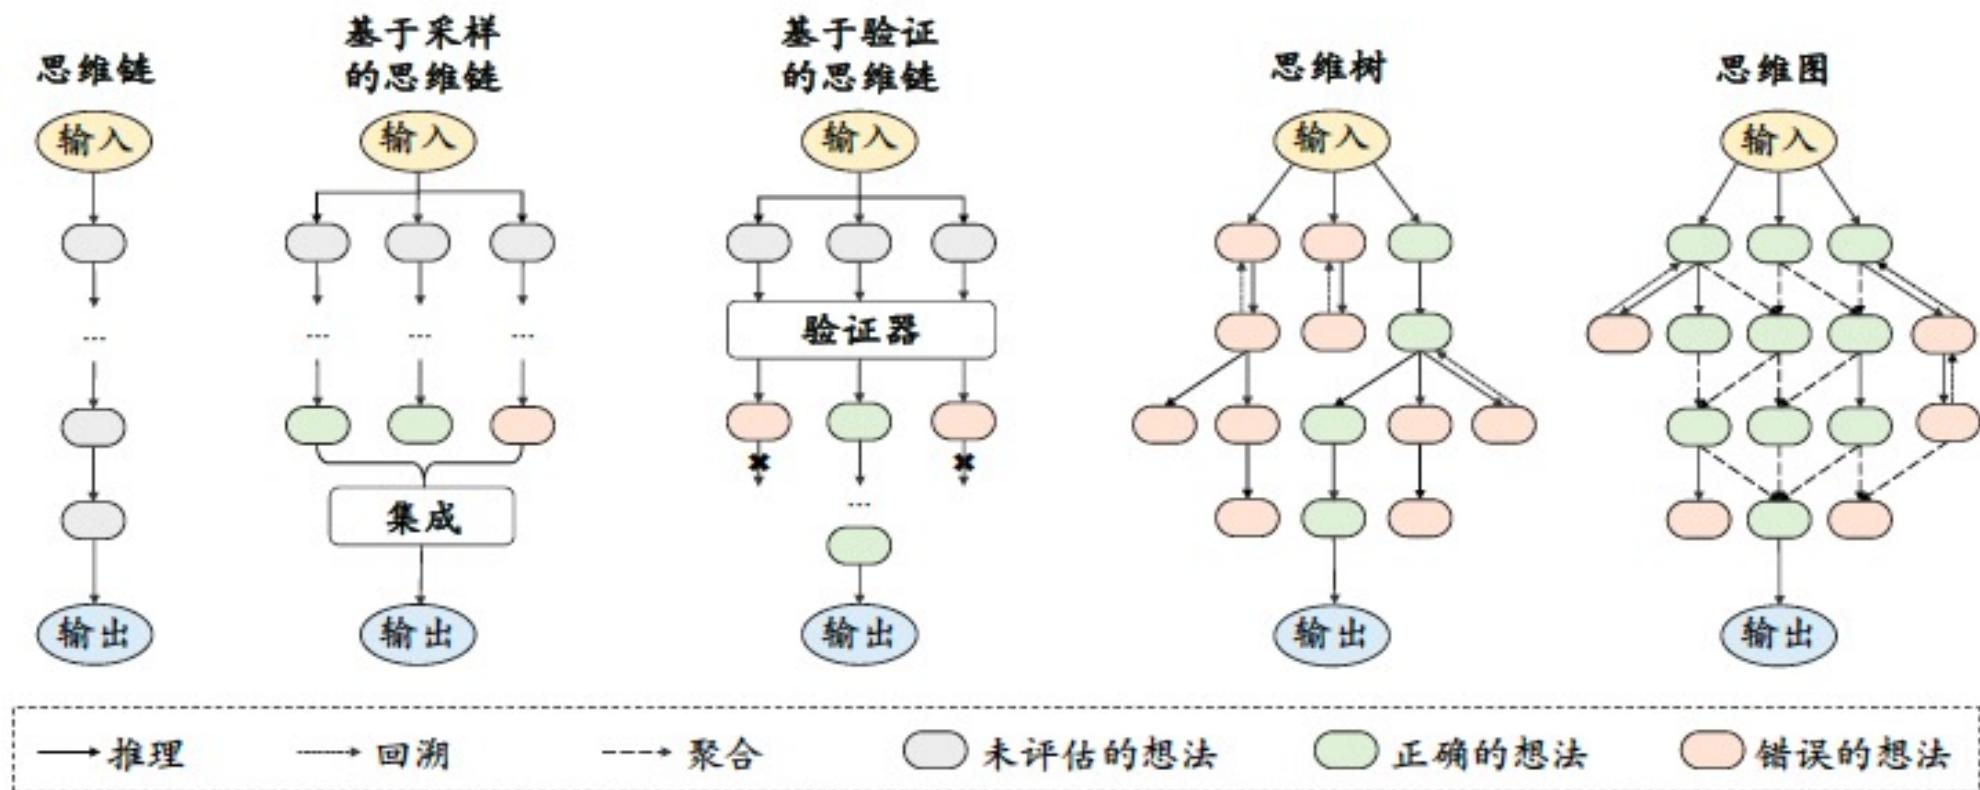 思维链
基于采样
的思维链
基于验证
的思维链
思维树
思维图
输入
输入
输入
输入
输入
...
...
...
...
验证器
...
集成
输出
输出
输出
输出
输出
推理
回溯
聚合
未评估的想法
正确的想法
错误的想法